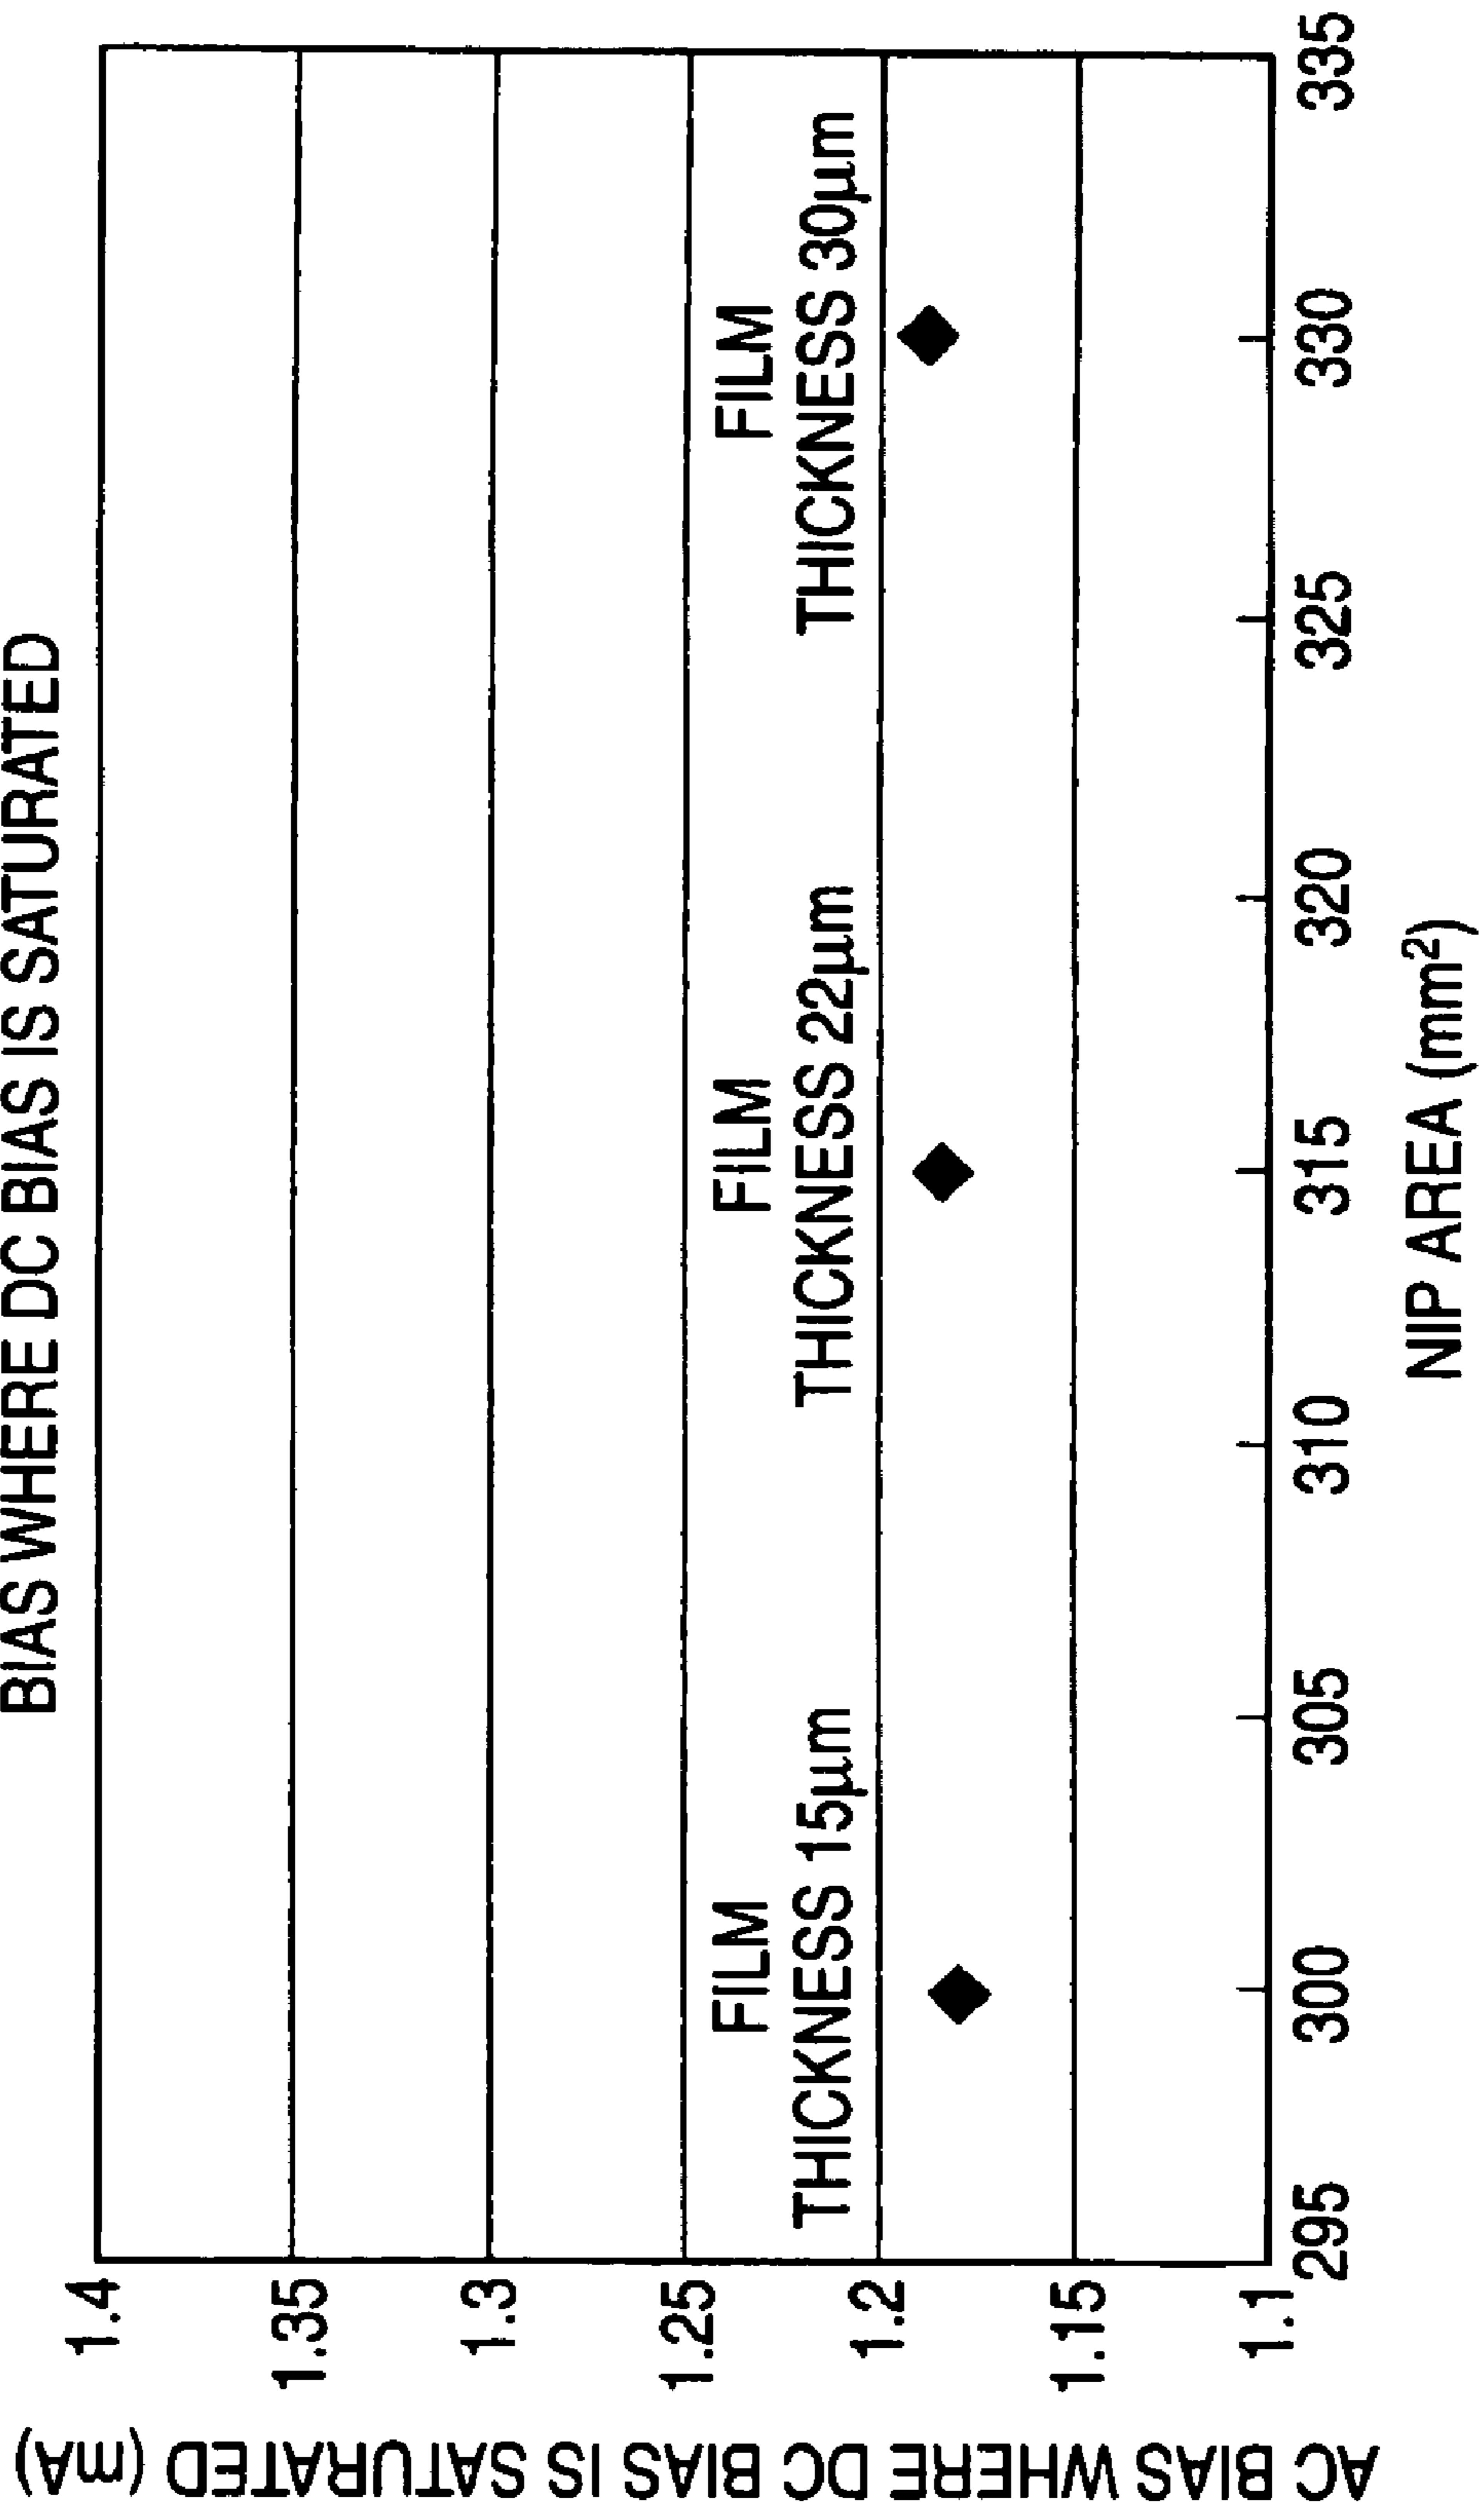 BIAS WHERE DC BIAS IS SATURATED
AC BIAS WHERE DC BIAS IS SATURATED (mA)
1.4
1.35
1.3
1.25
1.2
1.15
1.1
FILM
THICKNESS 15µm
FILM
THICKNESS 22µm
FILM
THICKNESS 30µm
295
300
305
310
315
320
325
330
335
NIP AREA (mm²)